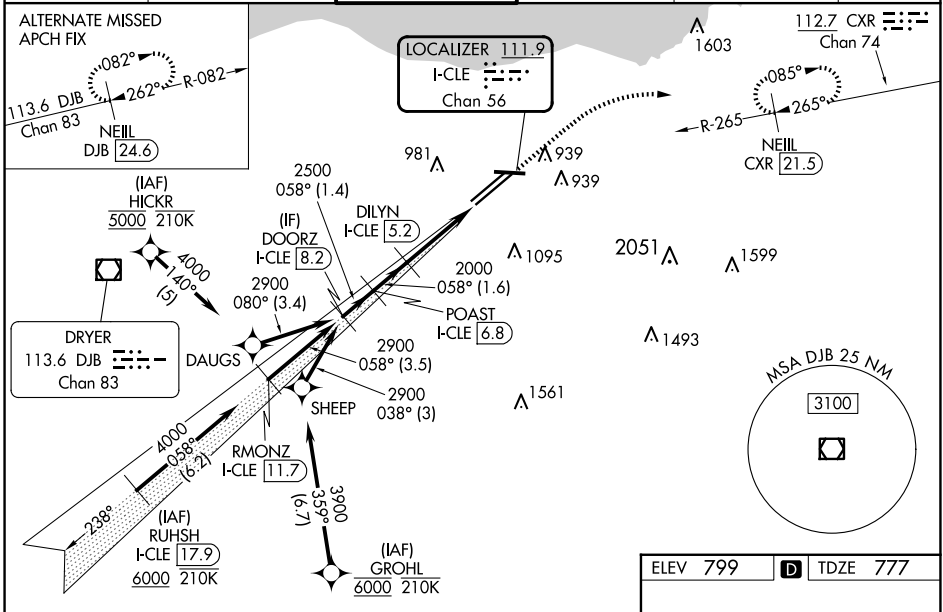 ALTERNATE MISSED
APCH FIX
082°
262°
R-082
113.6 DJB
Chan 83
NEIIL
DJB 24.6
LOCALIZER 111.9
I-CLE
Chan 56
1603
112.7 CXR
Chan 74
085°
265°
R-265
NEIIL
CXR 21.5
981
939
939
2500
058° (1.4)
(IAF)
HICKR
5000 210K
4000
140°
(5)
(IF)
DOORZ
I-CLE 8.2
DILYN
I-CLE 5.2
1095
2051
1599
2900
080° (3.4)
2000
058° (1.6)
POAST
I-CLE 6.8
1493
DRYER
113.6 DJB
Chan 83
DAUGS
2900
058° (3.5)
2900
038° (3)
SHEEP
1561
MSA DJB 25 NM
3100
4000
058°
(6.2)
RMONZ
I-CLE 11.7
238°
(IAF)
RUHSH
I-CLE 17.9
6000 210K
3900
359°
(6.7)
(IAF)
GROHL
6000 210K
ELEV 799
D
TDZE 777